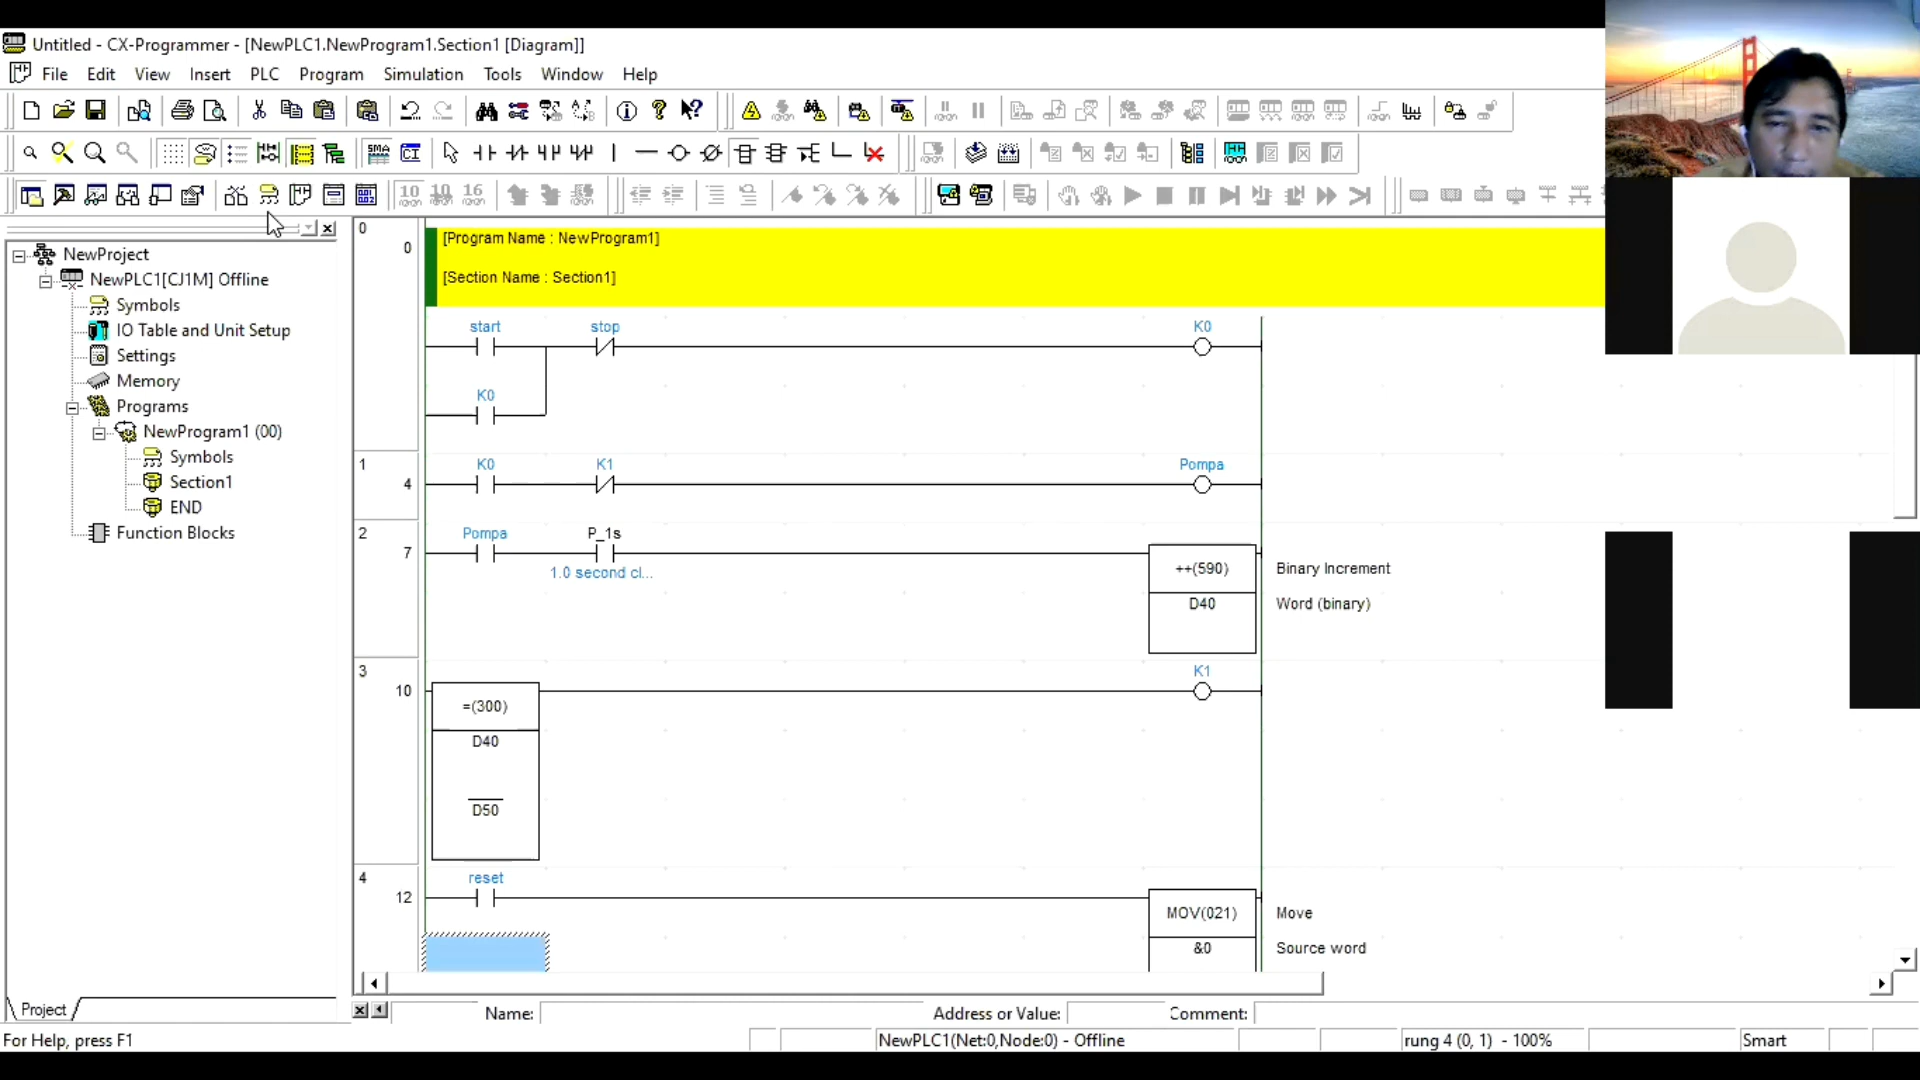 Untitled - CX-Programmer - [NewPLC1.NewProgram1.Section1 [Diagram]]
File Edit View Insert PLC Program Simulation Tools Window Help
SMA CI
10 10 16
NewProject
NewPLC1[CJ1M] Offline
Symbols
IO Table and Unit Setup
Settings
Memory
Programs
NewProgram1 (00)
Symbols
Section1
END
Function Blocks
Project
0
0
[Program Name : NewProgram1]
[Section Name : Section1]
start stop K0
K0
1
4
K0 K1 Pompa
2
7
Pompa P_1s
1.0 second cl...
++(590) Binary Increment
D40 Word (binary)
3
10
K1
=(300)
D40
D50
4
12
reset
MOV(021) Move
&0 Source word
Name: Address or Value: Comment:
For Help, press F1
NewPLC1(Net:0,Node:0) - Offline
rung 4 (0, 1) - 100%
Smart